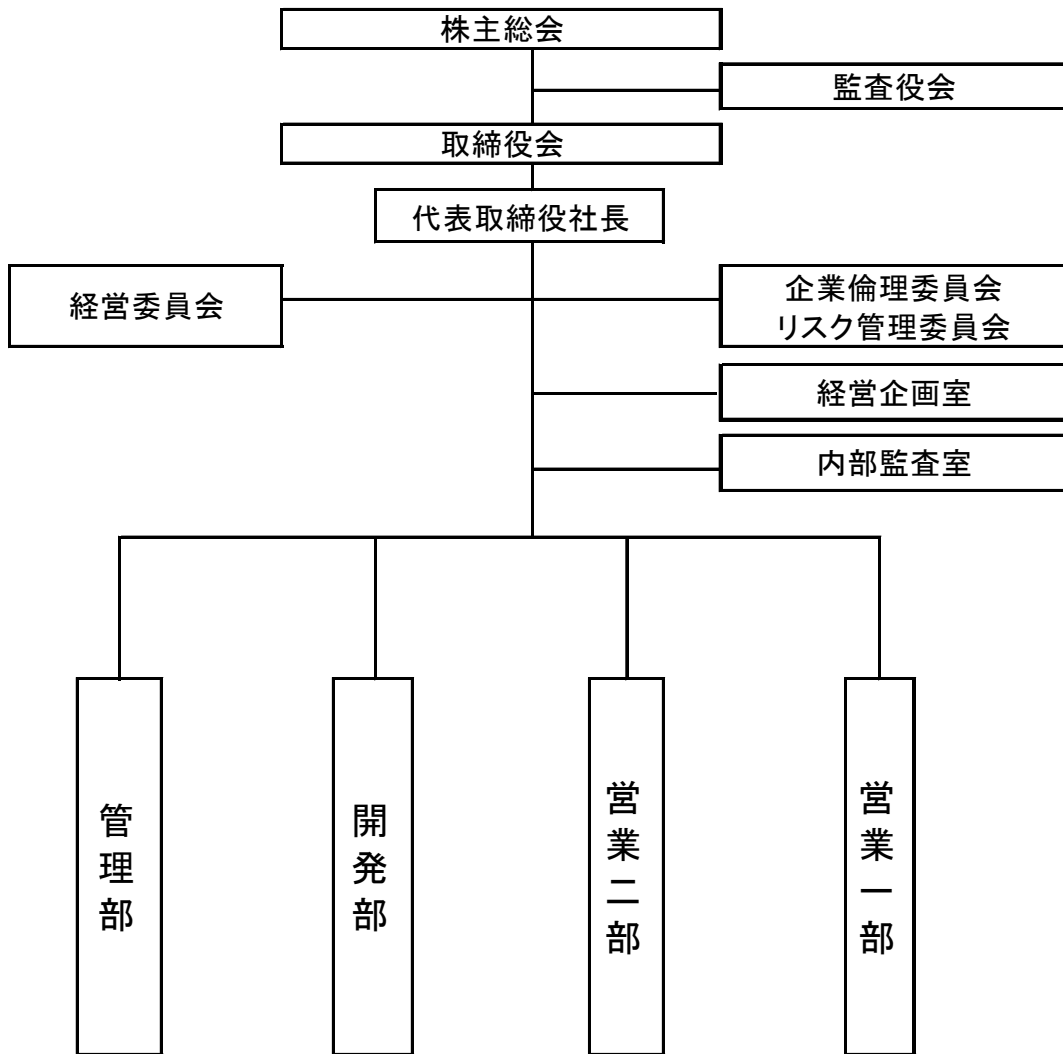 株主総会
監査役会
取締役会
代表取締役社長
経営委員会
企業倫理委員会
リスク管理委員会
経営企画室
内部監査室
管理部
開発部
営業二部
営業一部